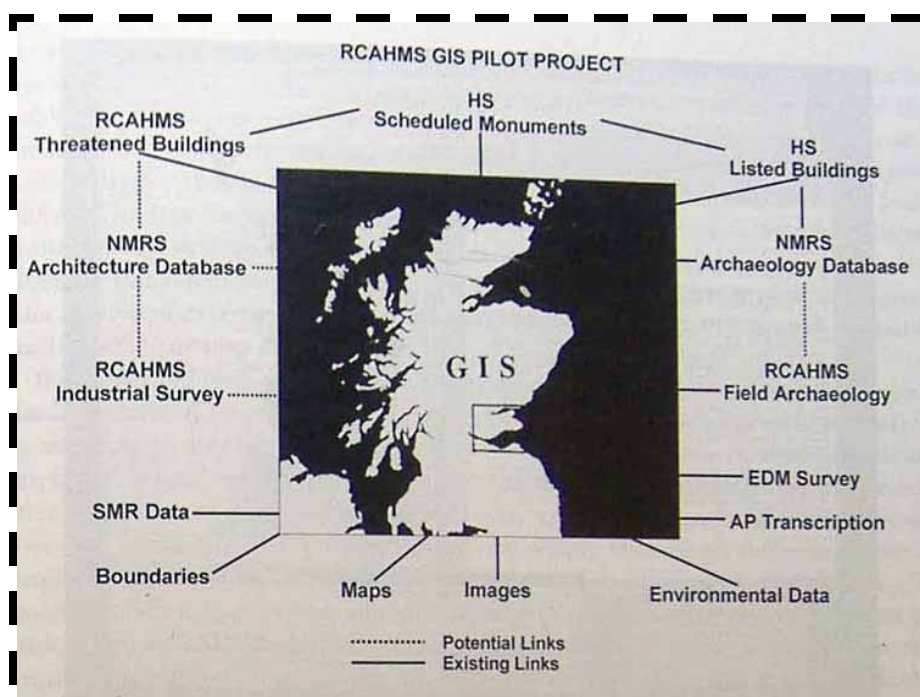 RCAHMS GIS PILOT PROJECT
HS
Scheduled Monuments
RCAHMS
Threatened Buildings
HS
Listed Buildings
NMRS
Architecture Database
NMRS
Archaeology Database
GIS
RCAHMS
Industrial Survey
RCAHMS
Field Archaeology
EDM Survey
SMR Data
AP Transcription
Boundaries
Maps
Images
Environmental Data
Potential Links
Existing Links